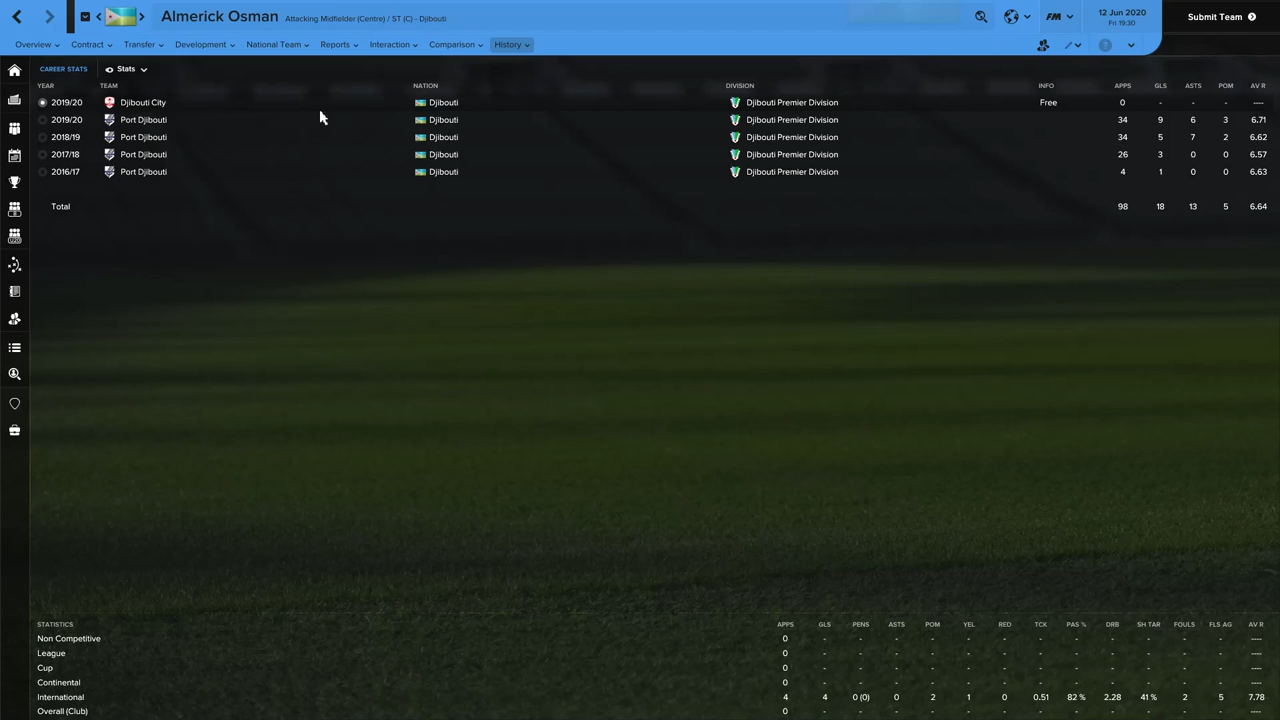 Almerick Osman Attacking Midfielder (Centre) / ST (C) - Djibouti FM 12 Jun 2020 Fri 19:30 Submit Team
Overview Contract Transfer Development National Team Reports Interaction Comparison History
CAREER STATS Stats
YEAR TEAM NATION DIVISION INFO APPS GLS ASTS POM AV R
2019/20 Djibouti City Djibouti Djibouti Premier Division Free 0 - - - ----
2019/20 Port Djibouti Djibouti Djibouti Premier Division 34 9 6 3 6.71
2018/19 Port Djibouti Djibouti Djibouti Premier Division 34 5 7 2 6.62
2017/18 Port Djibouti Djibouti Djibouti Premier Division 26 3 0 0 6.57
2016/17 Port Djibouti Djibouti Djibouti Premier Division 4 1 0 0 6.63
Total 98 18 13 5 6.64
STATISTICS APPS GLS PENS ASTS POM YEL RED TCK PAS % DRB SH TAR FOULS FLS AG AV R
Non Competitive 0 - - - - - - - - - - - - ----
League 0 - - - - - - - - - - - - ----
Cup 0 - - - - - - - - - - - - ----
Continental 0 - - - - - - - - - - - - ----
International 4 4 0 (0) 0 2 1 0 0.51 82 % 2.28 41 % 2 5 7.78
Overall (Club) 0 - - - - - - - - - - - - ----